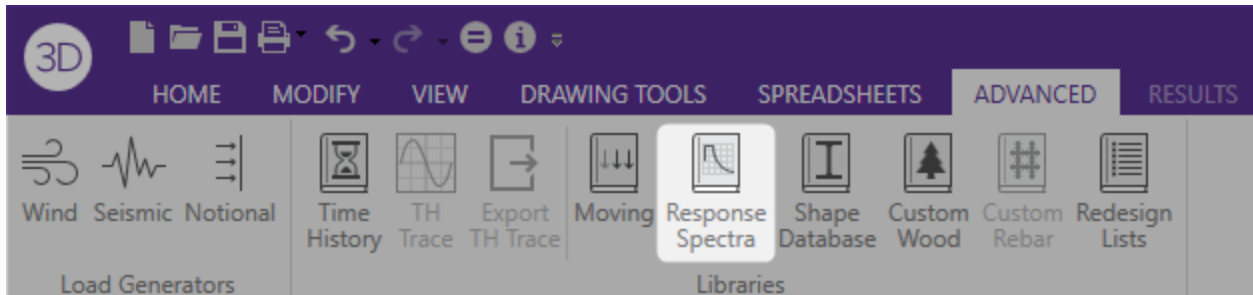 3D
HOME MODIFY VIEW DRAWING TOOLS SPREADSHEETS ADVANCED RESULTS
Wind Seismic Notional Time TH Export Moving Response Shape Custom Custom Redesign
History Trace TH Trace Spectra Database Wood Rebar Lists
Load Generators Libraries